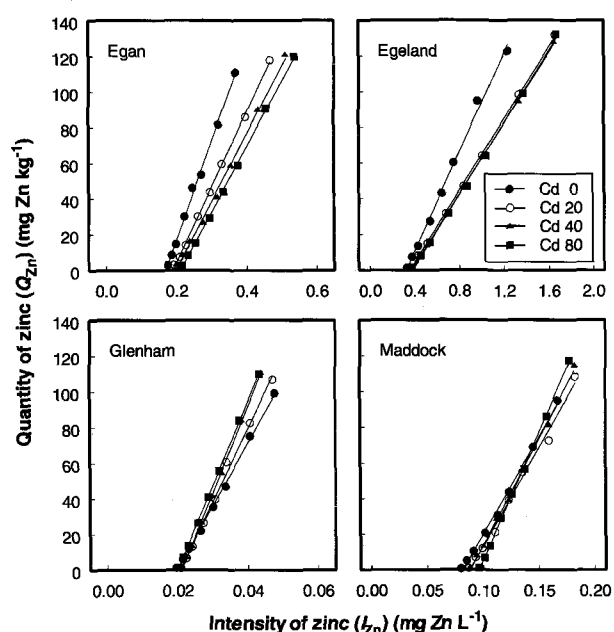 140
120
100
80
60
40
20
0
Egan
0.0 0.2 0.4 0.6
Egeland
Cd 0
Cd 20
Cd 40
Cd 80
0.0 0.4 0.8 1.2 1.6 2.0
140
120
100
80
60
40
20
0
Glenham
0.00 0.02 0.04 0.06
Maddock
0.00 0.05 0.10 0.15 0.20
Quantity of zinc (QZn) (mg Zn kg-1)
Intensity of zinc (IZn) (mg Zn L-1)